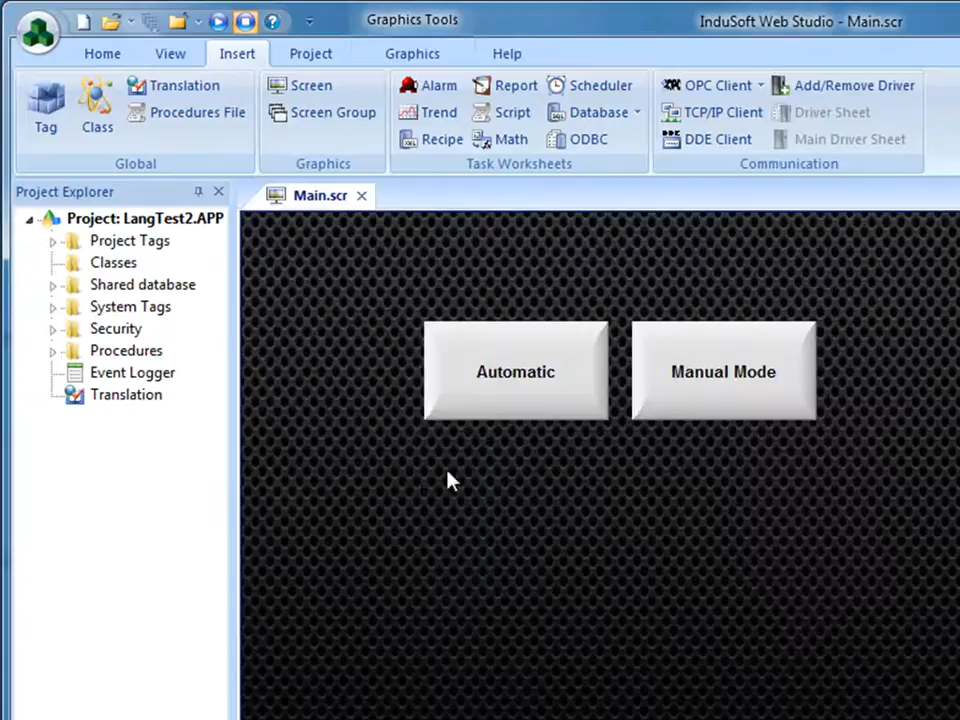 Graphics Tools
InduSoft Web Studio - Main.scr
Home View Insert Project Graphics Help
Tag
Class
Translation
Procedures File
Global
Screen
Screen Group
Graphics
Alarm Report Scheduler
Trend Script Database
Recipe Math ODBC
Task Worksheets
OPC Client Add/Remove Driver
TCP/IP Client Driver Sheet
DDE Client Main Driver Sheet
Communication
Project Explorer
Main.scr
Project: LangTest2.APP
Project Tags
Classes
Shared database
System Tags
Security
Procedures
Event Logger
Translation
Automatic
Manual Mode